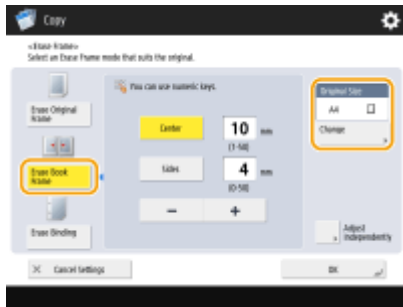 Copy
<Erase Frame>
Select an Erase Frame mode that suits the original.
Erase Original
Frame
Erase Book
Frame
Erase Binding
You can use numeric keys.
Center
10 mm
(1-50)
Sides
4 mm
(0-50)
−
+
Original Size
A4
Change
Adjust
Independently
× Cancel Settings
OK